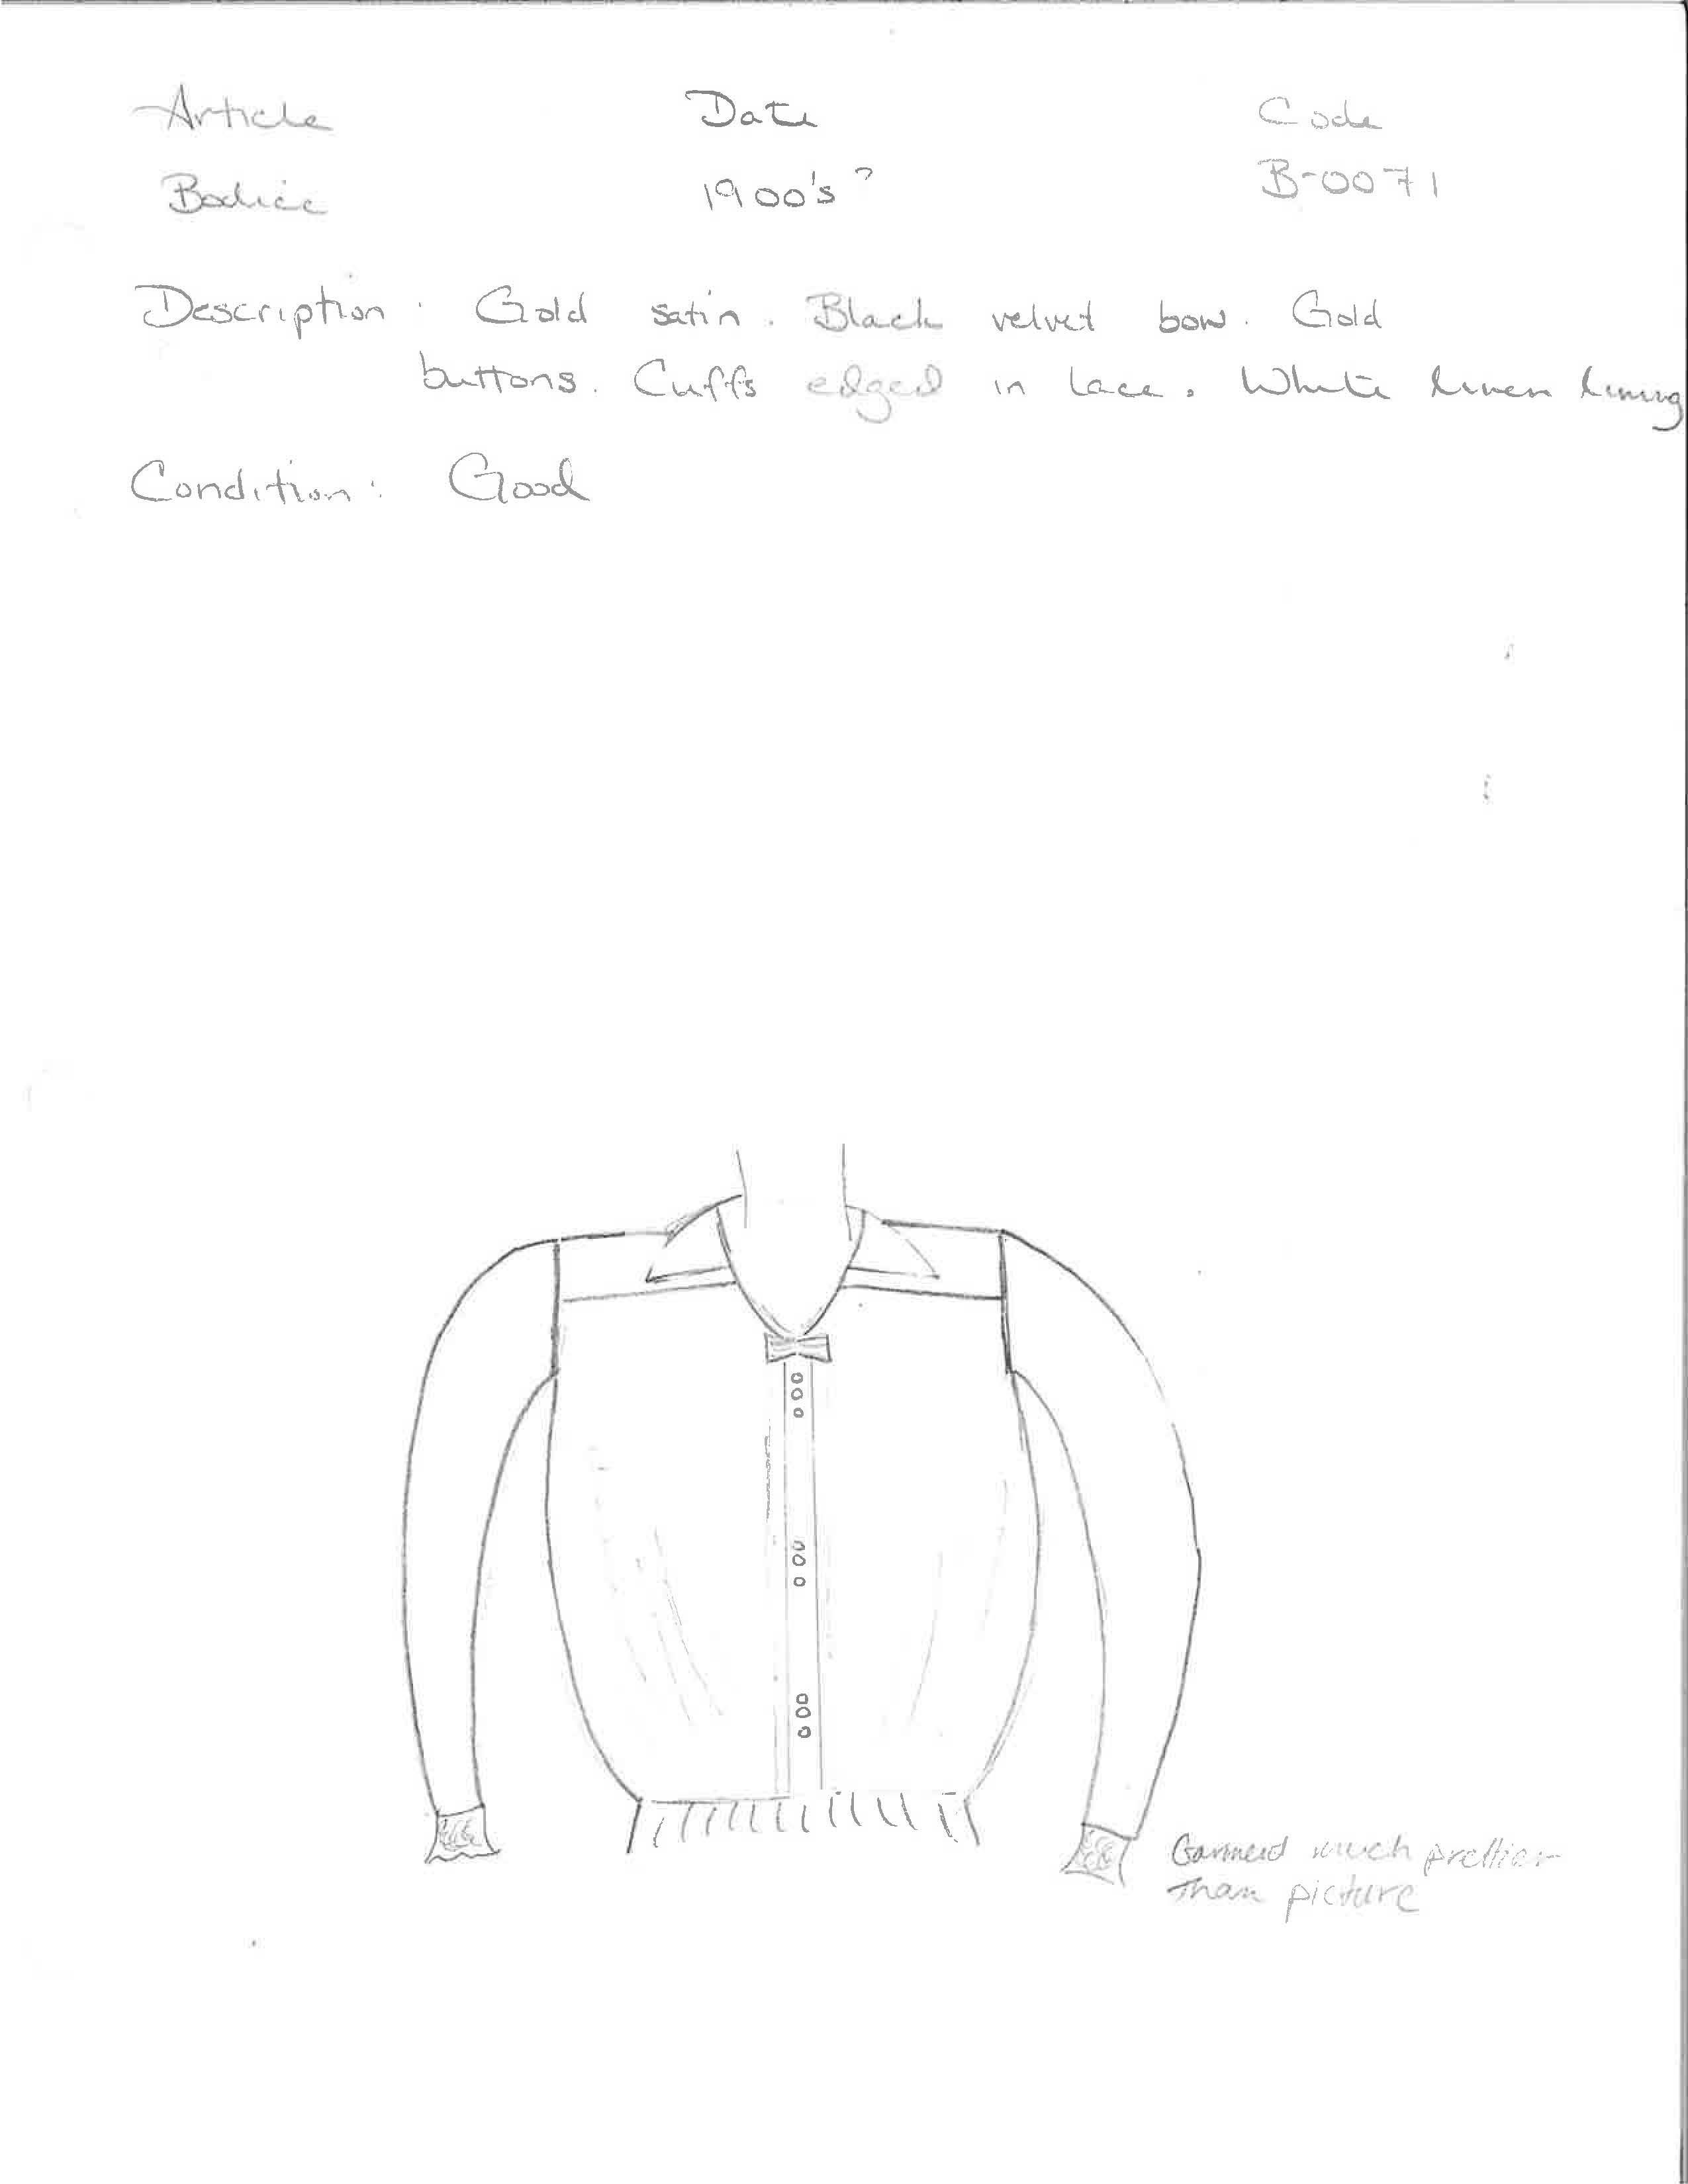 Article Date Code
Bodice 1900's? B-0071
Description: Gold satin. Black velvet bow. Gold
buttons. Cuffs edged in lace. White linen lining
Condition: Good
Garment much prettier
Than picture